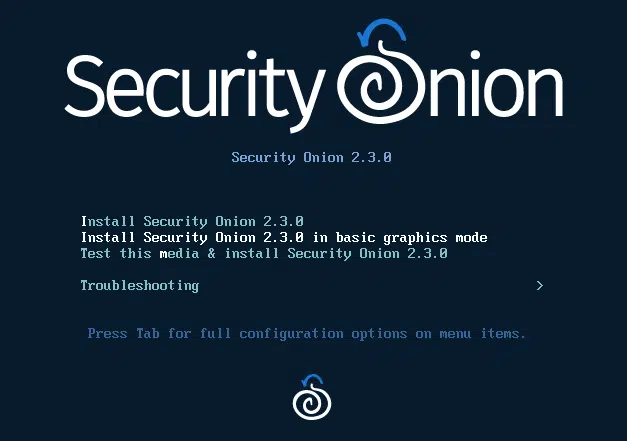 Security Onion
Security Onion 2.3.0
Install Security Onion 2.3.0
Install Security Onion 2.3.0 in basic graphics mode
Test this media & install Security Onion 2.3.0
Troubleshooting >
Press Tab for full configuration options on menu items.